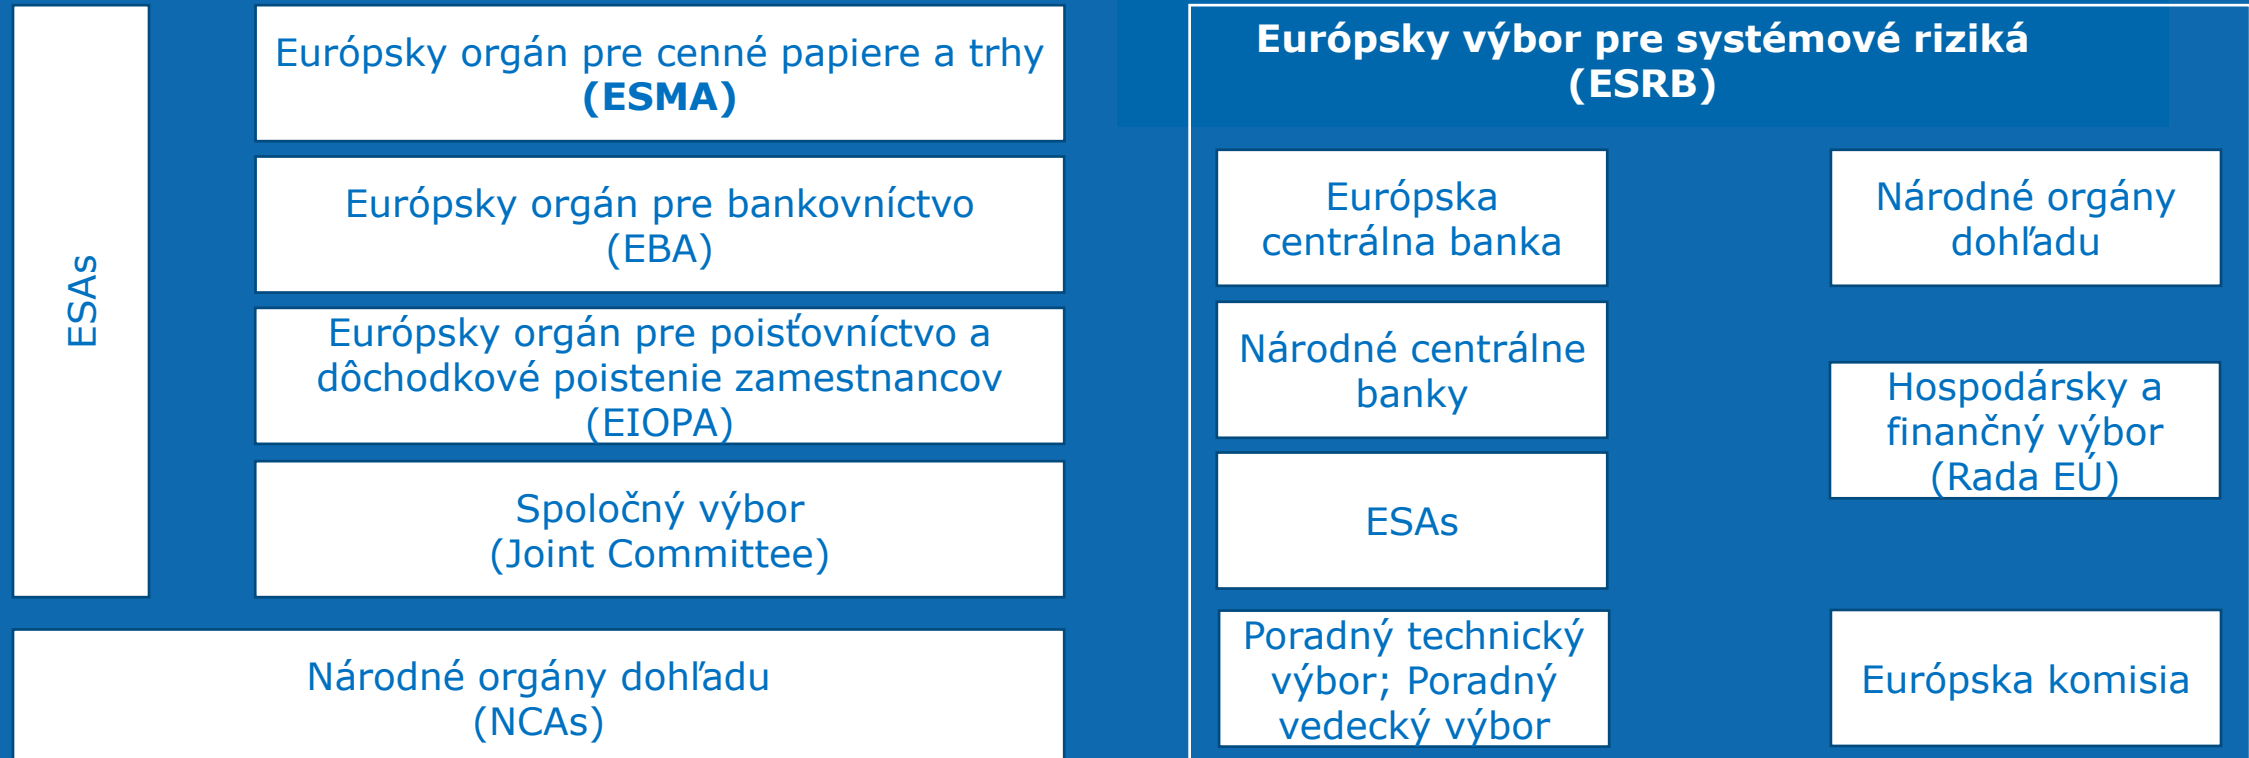 ESAs
Európsky orgán pre cenné papiere a trhy
(ESMA)
Európsky orgán pre bankovníctvo
(EBA)
Európsky orgán pre poisťovníctvo a
dôchodkové poistenie zamestnancov
(EIOPA)
Spoločný výbor
(Joint Committee)
Národné orgány dohľadu
(NCAs)
Európsky výbor pre systémové riziká
(ESRB)
Európska
centrálna banka
Národné centrálne
banky
ESAs
Poradný technický
výbor; Poradný
vedecký výbor
Národné orgány
dohľadu
Hospodársky a
finančný výbor
(Rada EÚ)
Európska komisia